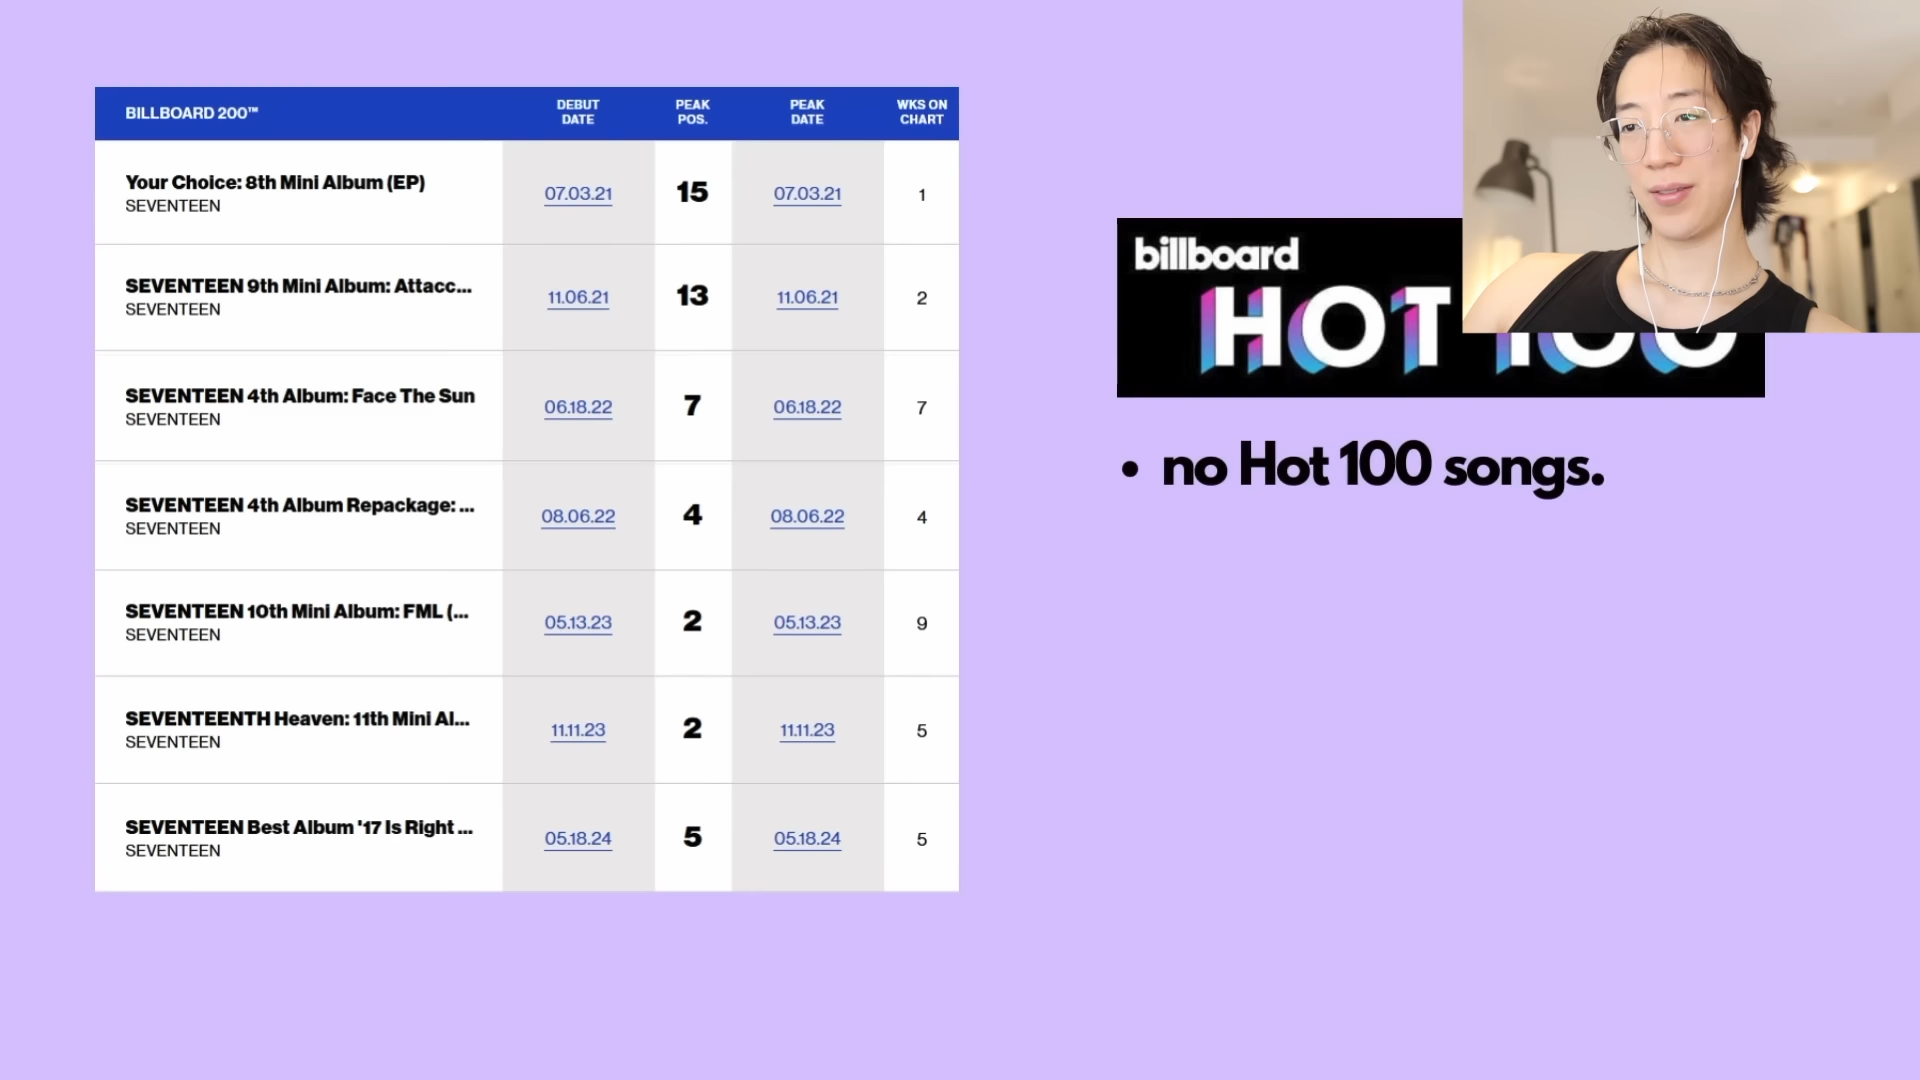 BILLBOARD 200™ DEBUT DATE PEAK POS. PEAK DATE WKS ON CHART
Your Choice: 8th Mini Album (EP)
SEVENTEEN
07.03.21 15 07.03.21 1
SEVENTEEN 9th Mini Album: Attacc...
SEVENTEEN
11.06.21 13 11.06.21 2
SEVENTEEN 4th Album: Face The Sun
SEVENTEEN
06.18.22 7 06.18.22 7
SEVENTEEN 4th Album Repackage: ...
SEVENTEEN
08.06.22 4 08.06.22 4
SEVENTEEN 10th Mini Album: FML (...
SEVENTEEN
05.13.23 2 05.13.23 9
SEVENTEENTH Heaven: 11th Mini Al...
SEVENTEEN
11.11.23 2 11.11.23 5
SEVENTEEN Best Album '17 Is Right ...
SEVENTEEN
05.18.24 5 05.18.24 5
billboard
HOT 100
• no Hot 100 songs.